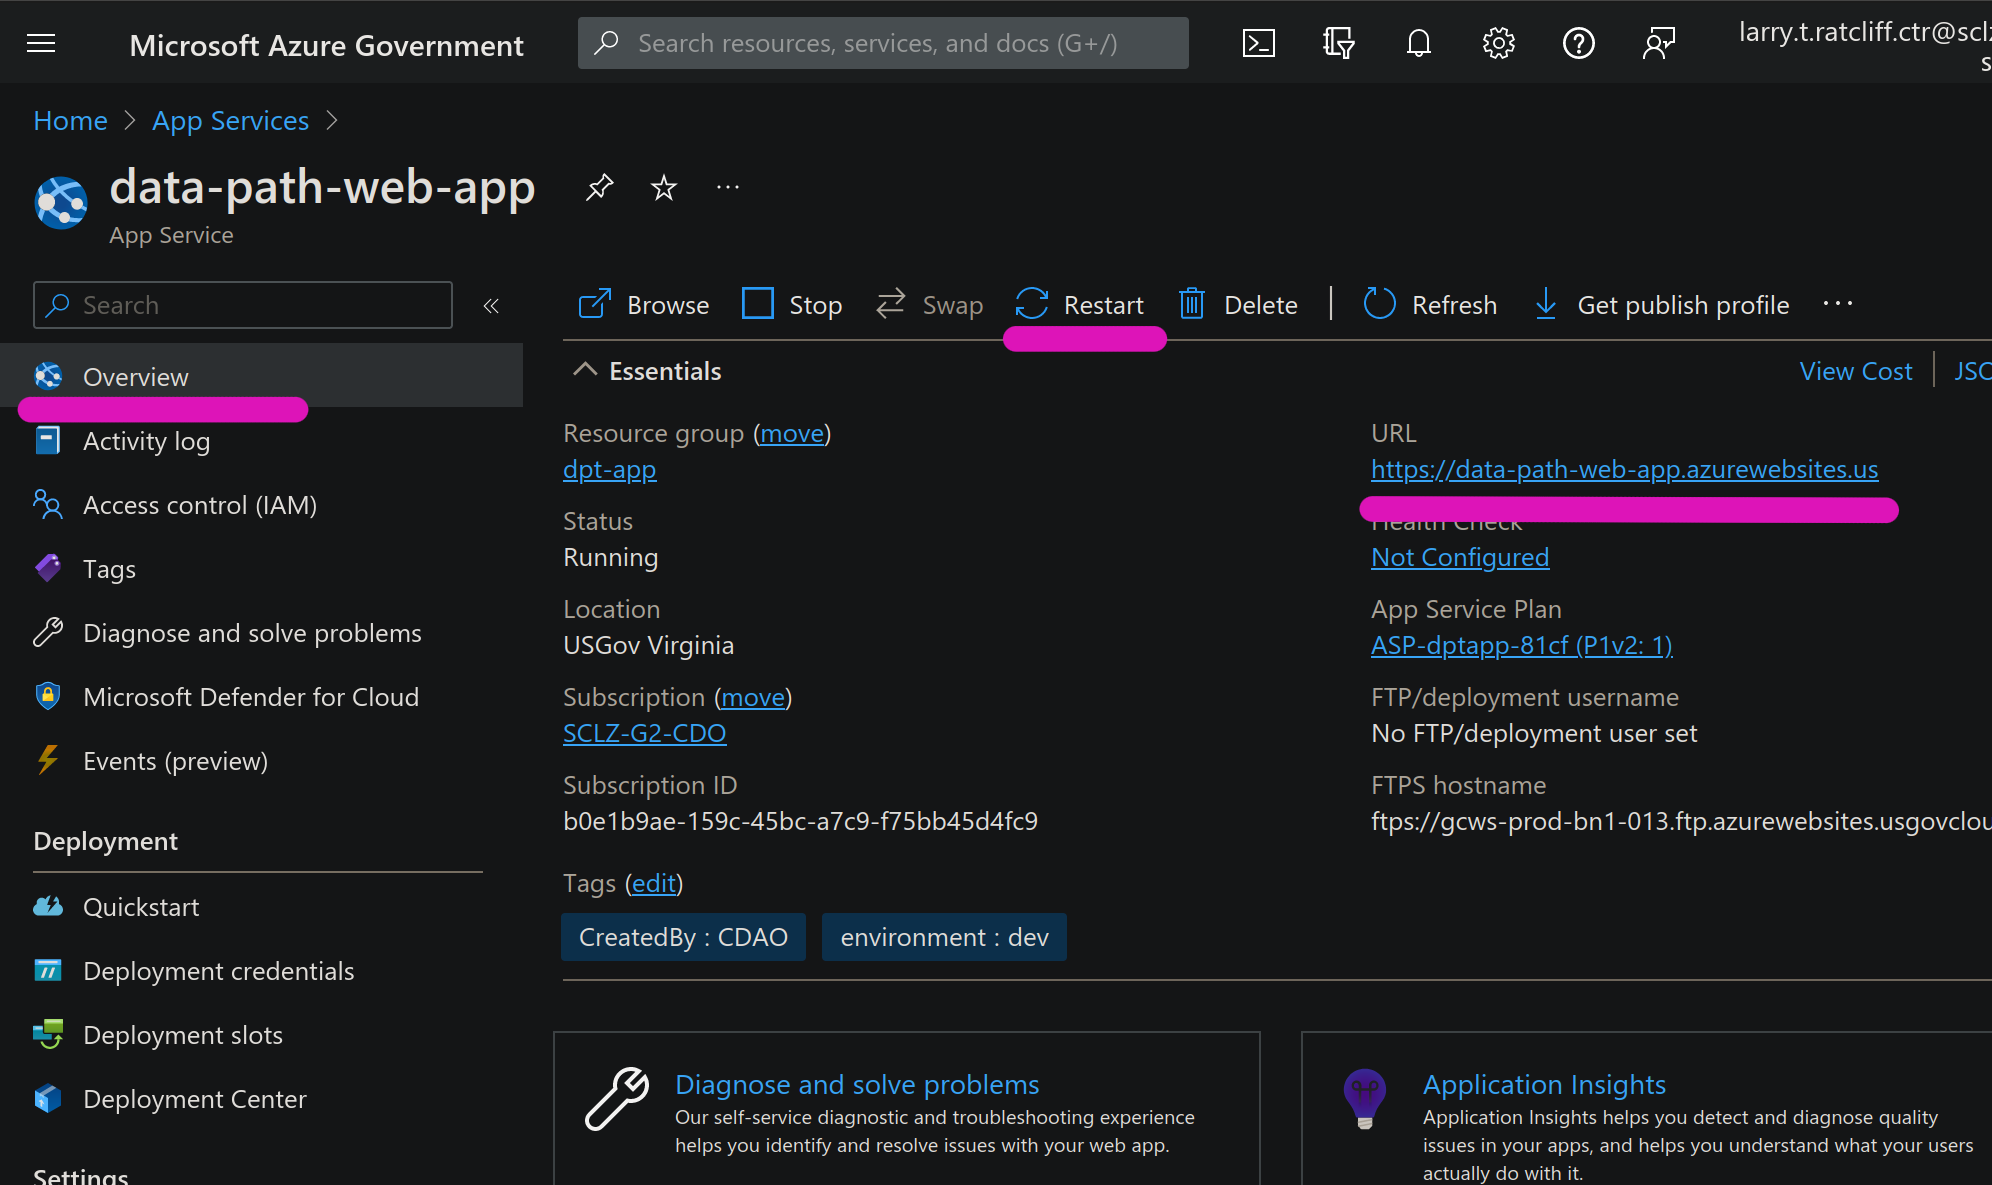 Microsoft Azure Government
Search resources, services, and docs (G+/)
larry.t.ratcliff.ctr@scl
Home > App Services >
data-path-web-app
App Service
Search
«
Browse
Stop
Swap
Restart
Delete
Refresh
Get publish profile
Overview
Activity log
Access control (IAM)
Tags
Diagnose and solve problems
Microsoft Defender for Cloud
Events (preview)
Deployment
Quickstart
Deployment credentials
Deployment slots
Deployment Center
Settings
Essentials
View Cost
JSO
Resource group (move)
dpt-app
Status
Running
Location
USGov Virginia
Subscription (move)
SCLZ-G2-CDO
Subscription ID
b0e1b9ae-159c-45bc-a7c9-f75bb45d4fc9
URL
https://data-path-web-app.azurewebsites.us
Health Check
Not Configured
App Service Plan
ASP-dptapp-81cf (P1v2: 1)
FTP/deployment username
No FTP/deployment user set
FTPS hostname
ftps://gcws-prod-bn1-013.ftp.azurewebsites.usgovclou
Tags (edit)
CreatedBy : CDAO
environment : dev
Diagnose and solve problems
Our self-service diagnostic and troubleshooting experience
helps you identify and resolve issues with your web app.
Application Insights
Application Insights helps you detect and diagnose quality
issues in your apps, and helps you understand what your users
actually do with it.